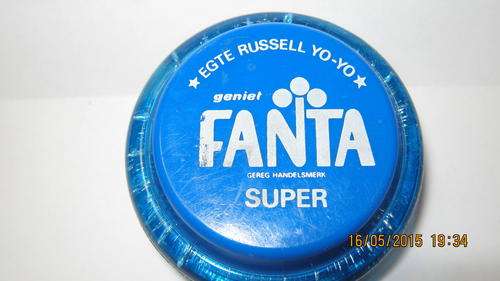 ★ EGTE RUSSELL YO-YO ★
geniet
FANTA
GEREG HANDELSMERK
SUPER
16/05/2015 19:34